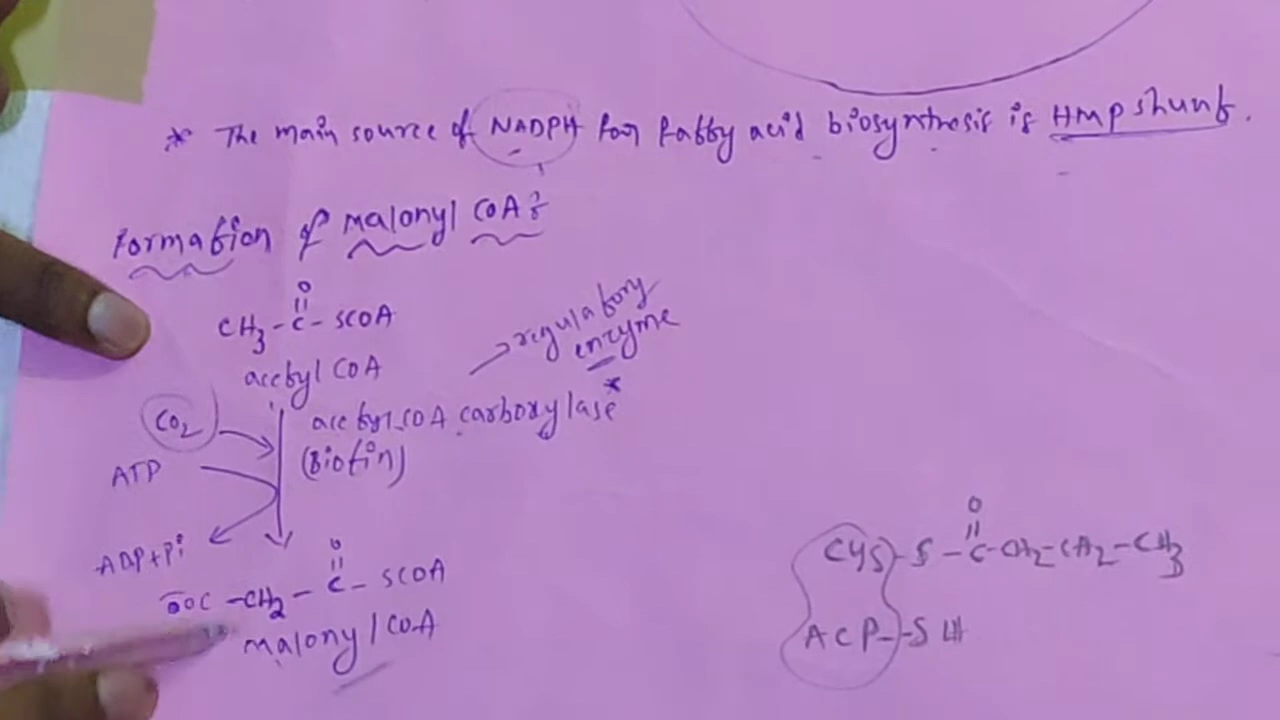 * The main source of NADPH for fatty acid biosynthesis is HMP shunt.
Formation of Malonyl CoA :
O
CH3 - C - SCOA
acetyl CoA
regulatory enzyme
CO2
acetyl COA carboxylase*
(Biotin)
ATP
ADP+Pi
O
-OOC - CH2 - C - SCOA
malonyl COA
O
CYS - S - C - CH2 - CH2 - CH3
ACP - SH